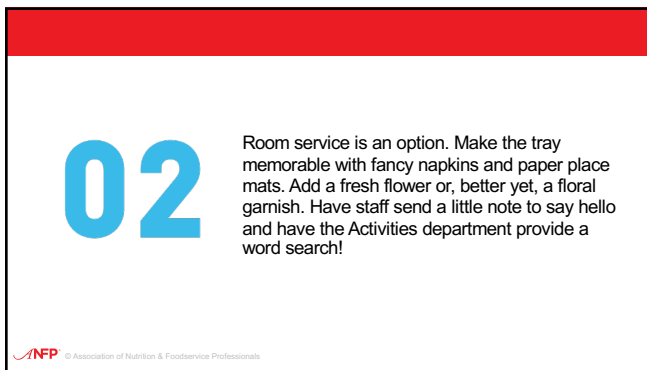 02
Room service is an option. Make the tray
memorable with fancy napkins and paper place
mats. Add a fresh flower or, better yet, a floral
garnish. Have staff send a little note to say hello
and have the Activities department provide a
word search!
ANFP © Association of Nutrition & Foodservice Professionals